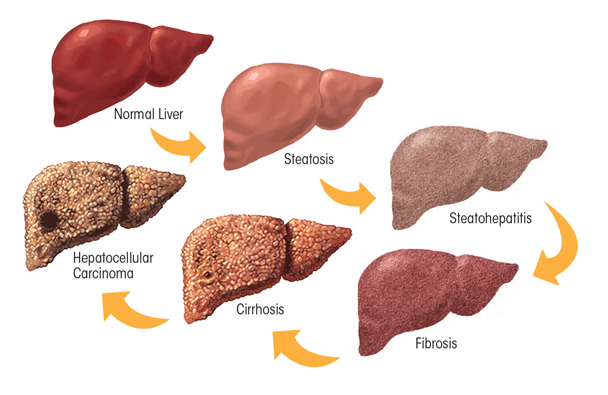 Normal Liver
Steatosis
Steatohepatitis
Fibrosis
Cirrhosis
Hepatocellular
Carcinoma